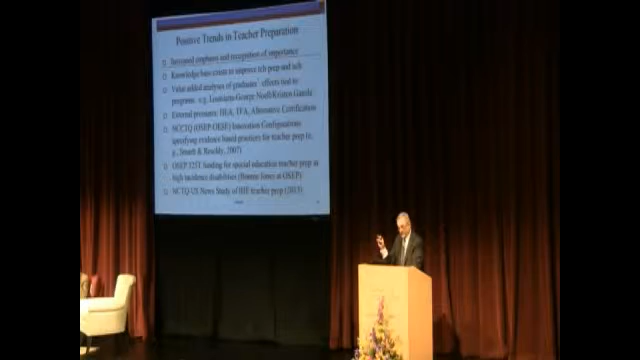 Positive Trends in Teacher Preparation
Increased emphasis and recognition of importance
Knowledge base exists to improve tch prep and
Value added analyses of graduates' effects tied to
programs e.g. Louisiana-George Noell/Kristen Gansle
External pressures: HEA, TFA, Alternative Certification
NCCTQ (OSEP-OESE) Innovation Configurations
specifying evidence based practices for teacher prep (e.
g., Smartt & Reschly, 2007)
OSEP 325T funding for special education teacher prep in
high incidence disabilities (Bonnie Jones at OSEP)
NCTQ US News Study of IHE teacher prep (2013)